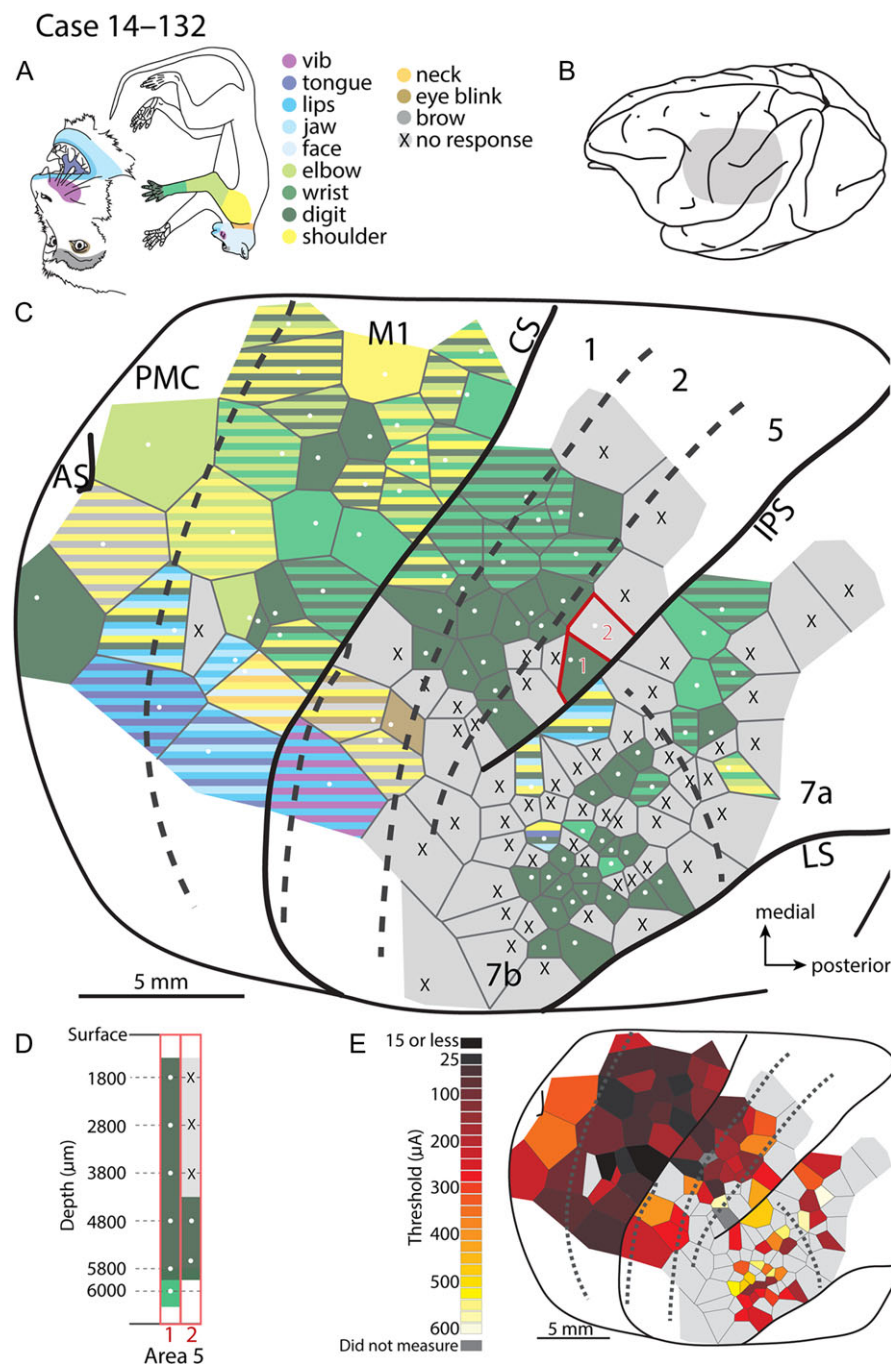 Case 14–132
A
vib
tongue
lips
jaw
face
elbow
wrist
digit
shoulder
neck
eye blink
brow
X no response
B
C
PMC
M1
CS
1
2
5
AS
IPS
2
1
7a
LS
7b
medial
posterior
5 mm
D
Surface
1800
2800
3800
4800
5800
6000
Depth (μm)
1 2
Area 5
E
15 or less
25
100
200
300
400
500
600
Did not measure
Threshold (μA)
5 mm